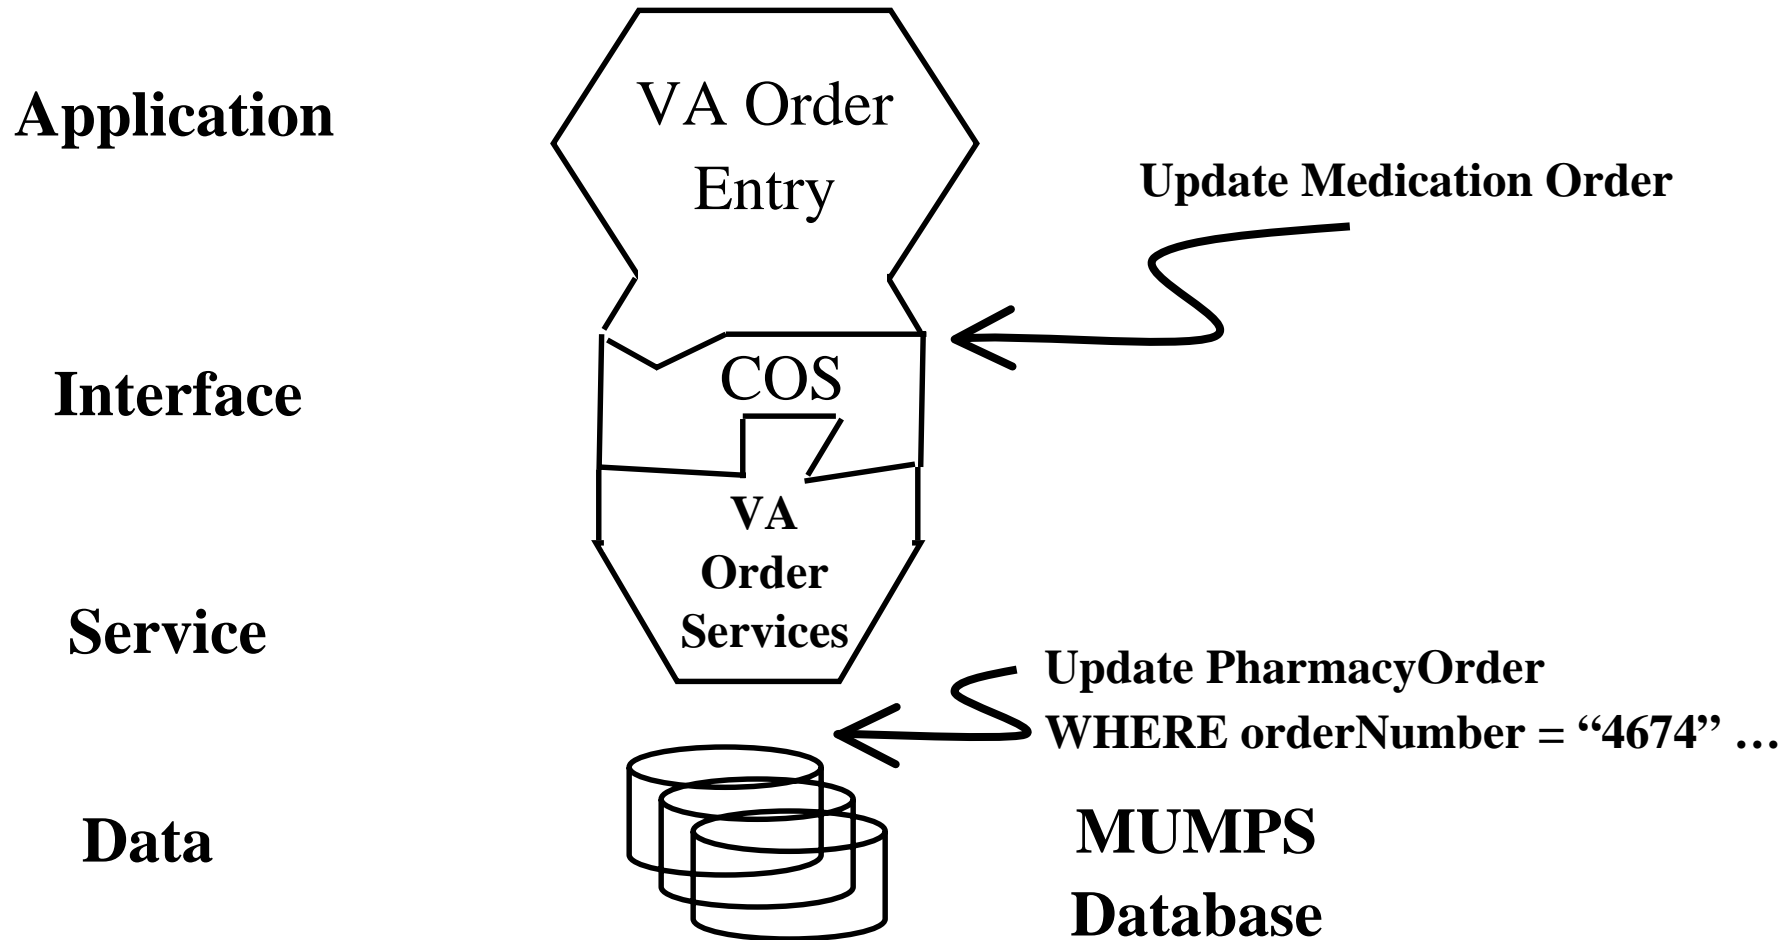 Application
VA Order
Entry
Update Medication Order
Interface
COS
VA
Order
Services
Service
Update PharmacyOrder
WHERE orderNumber = “4674” …
Data
MUMPS
Database